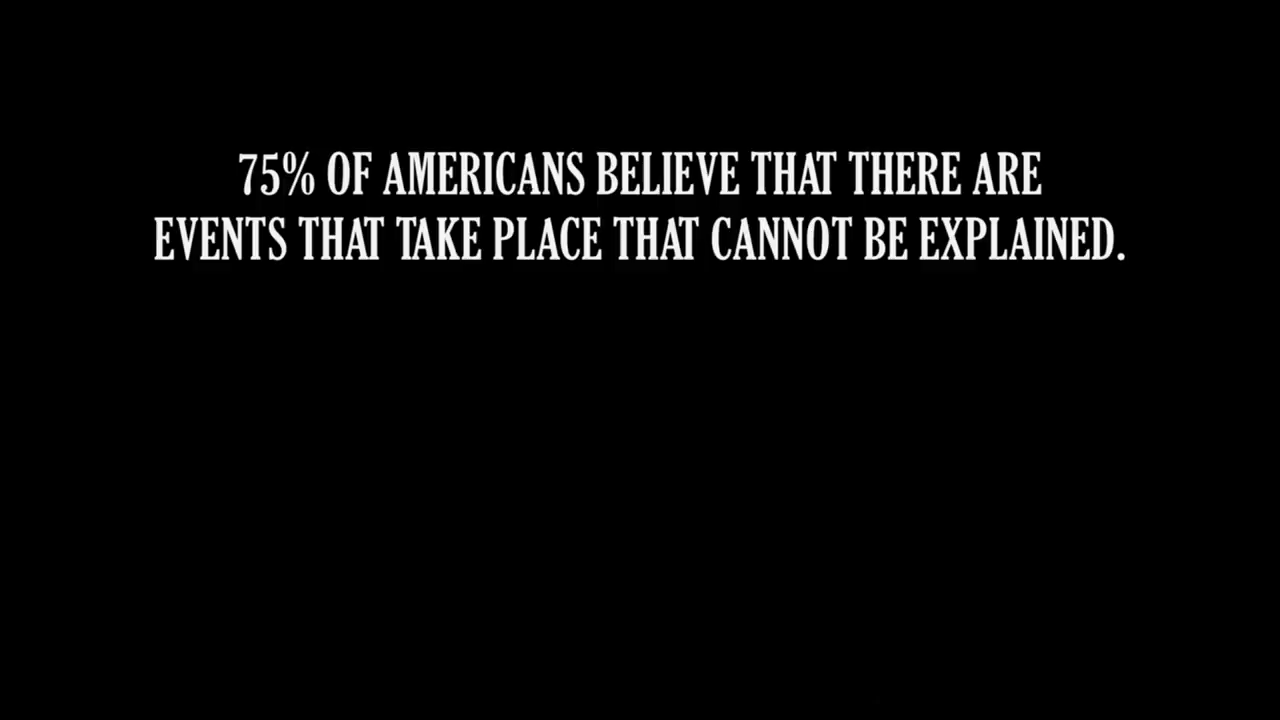 75% OF AMERICANS BELIEVE THAT THERE ARE
EVENTS THAT TAKE PLACE THAT CANNOT BE EXPLAINED.